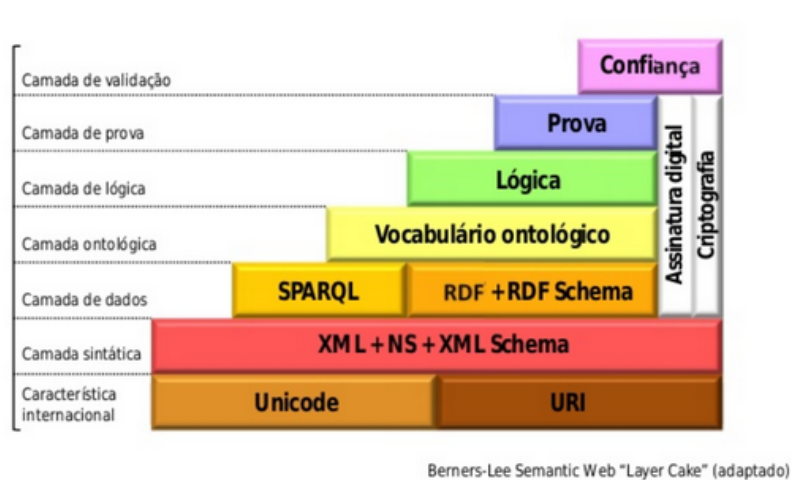 Confiança
Camada de validação
Prova
Camada de prova
Lógica
Camada de lógica
Vocabulário ontológico
Camada ontológica
Assinatura digital
Criptografia
SPARQL
RDF +RDF Schema
Camada de dados
XML + NS + XML Schema
Camada sintática
Característica
internacional
Unicode
URI
Berners-Lee Semantic Web “Layer Cake” (adaptado)